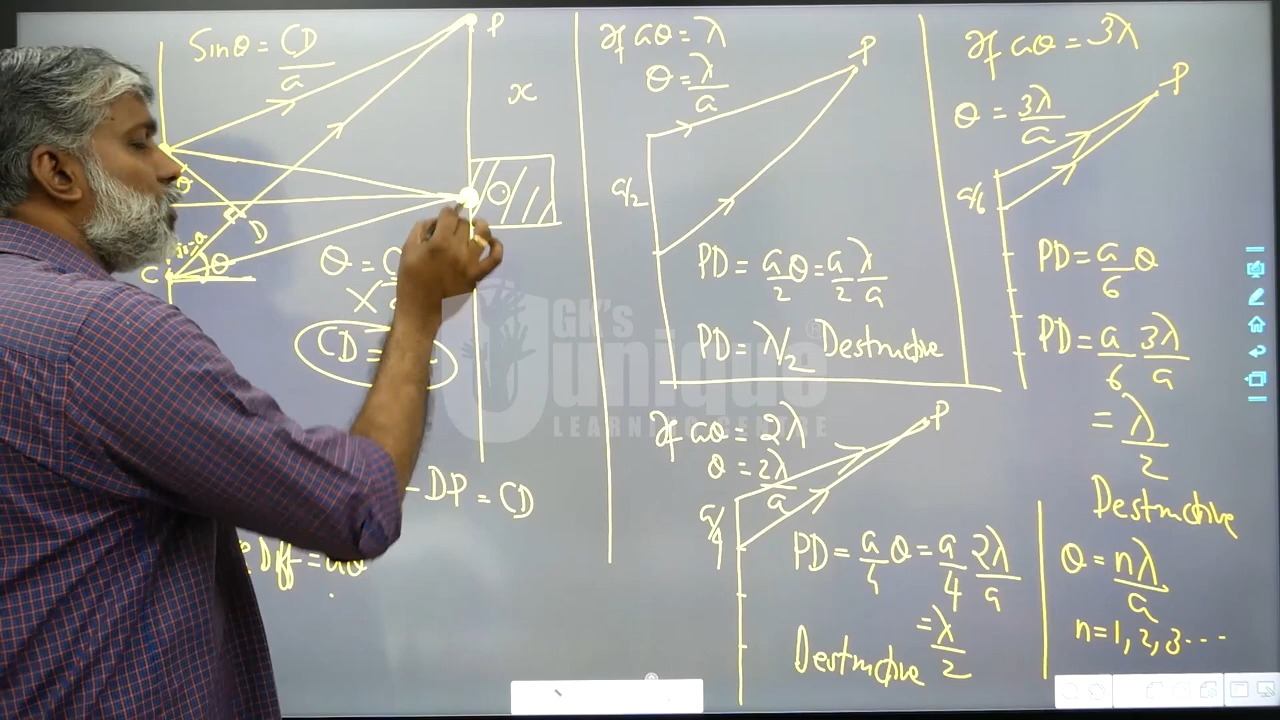 Sinθ = CD
a
P
x
θ
D
30-θ
C
θ
O
θ = C
CD =
- DP = CD
Diff = aθ
If aθ = λ
θ = λ/a
P
a/2
PD = a/2 θ = a/2 λ/a
PD = λ/2 Destructive
If aθ = 2λ
θ = 2λ/a
P
a/4
PD = a/4 θ = a/4 2λ/a
= λ/2
Destructive
If aθ = 3λ
θ = 3λ/a
P
a/6
PD = a/6 θ
PD = a/6 3λ/a
= λ/2
Destructive
θ = nλ/a
n = 1, 2, 3 ...
GK's
unique
LEARNING CENTRE
®